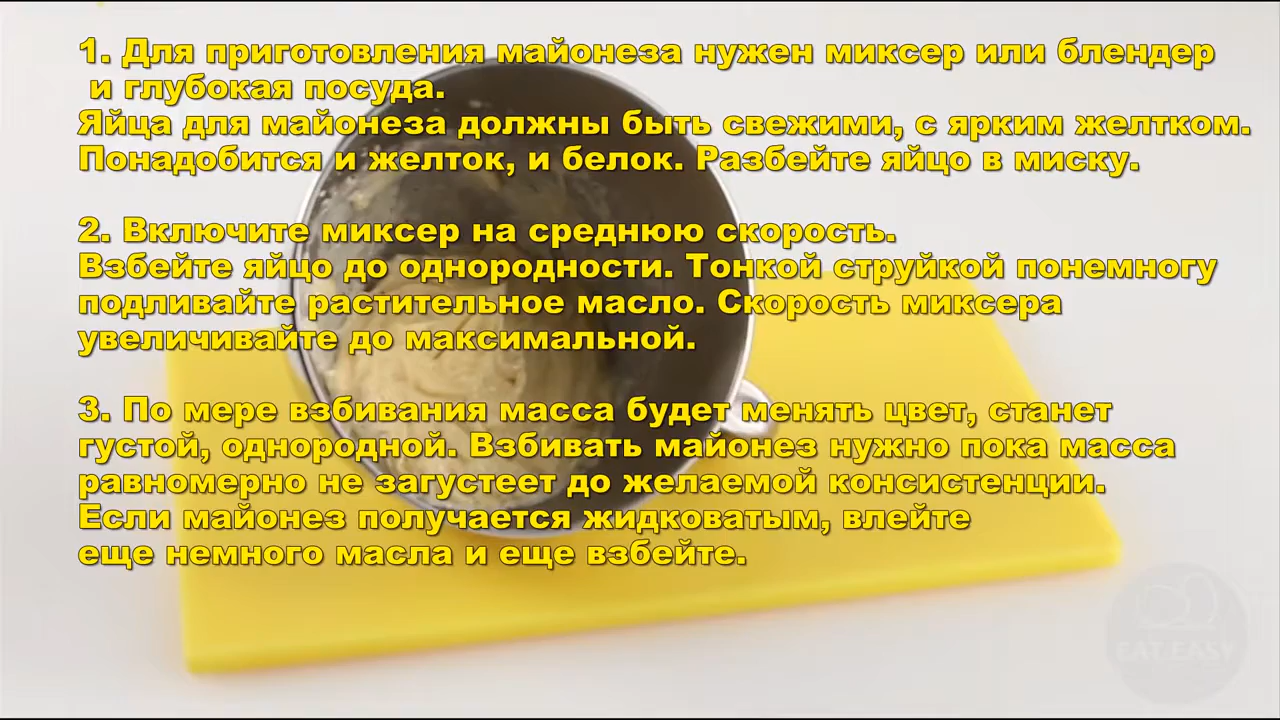 1. Для приготовления майонеза нужен миксер или блендер
и глубокая посуда.
Яйца для майонеза должны быть свежими, с ярким желтком.
Понадобится и желток, и белок. Разбейте яйцо в миску.
2. Включите миксер на среднюю скорость.
Взбейте яйцо до однородности. Тонкой струйкой понемногу
подливайте растительное масло. Скорость миксера
увеличивайте до максимальной.
3. По мере взбивания масса будет менять цвет, станет
густой, однородной. Взбивать майонез нужно пока масса
равномерно не загустеет до желаемой консистенции.
Если майонез получается жидковатым, влейте
еще немного масла и еще взбейте.
EAT EASY